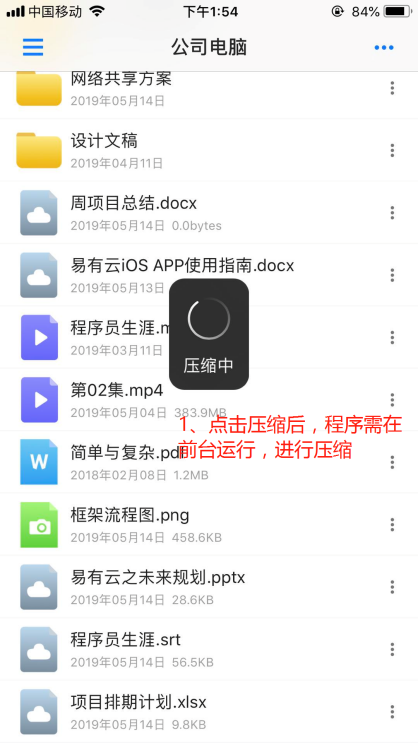 中国移动 下午1:54 84%
公司电脑
网络共享方案
2019年05月14日
设计文稿
2019年04月11日
周项目总结.docx
2019年05月14日 0.0bytes
易有云iOS APP使用指南.docx
2019年05月13日
程序员生涯.m
2019年03月11日
压缩中
第02集.mp4
2019年05月04日 383.9MB
1、点击压缩后，程序需在
前台运行，进行压缩
简单与复杂.pdf
2018年02月08日 1.2MB
框架流程图.png
2019年05月14日 458.6KB
易有云之未来规划.pptx
2019年05月14日 28.6KB
程序员生涯.srt
2019年05月14日 56.5KB
项目排期计划.xlsx
2019年05月14日 9.8KB